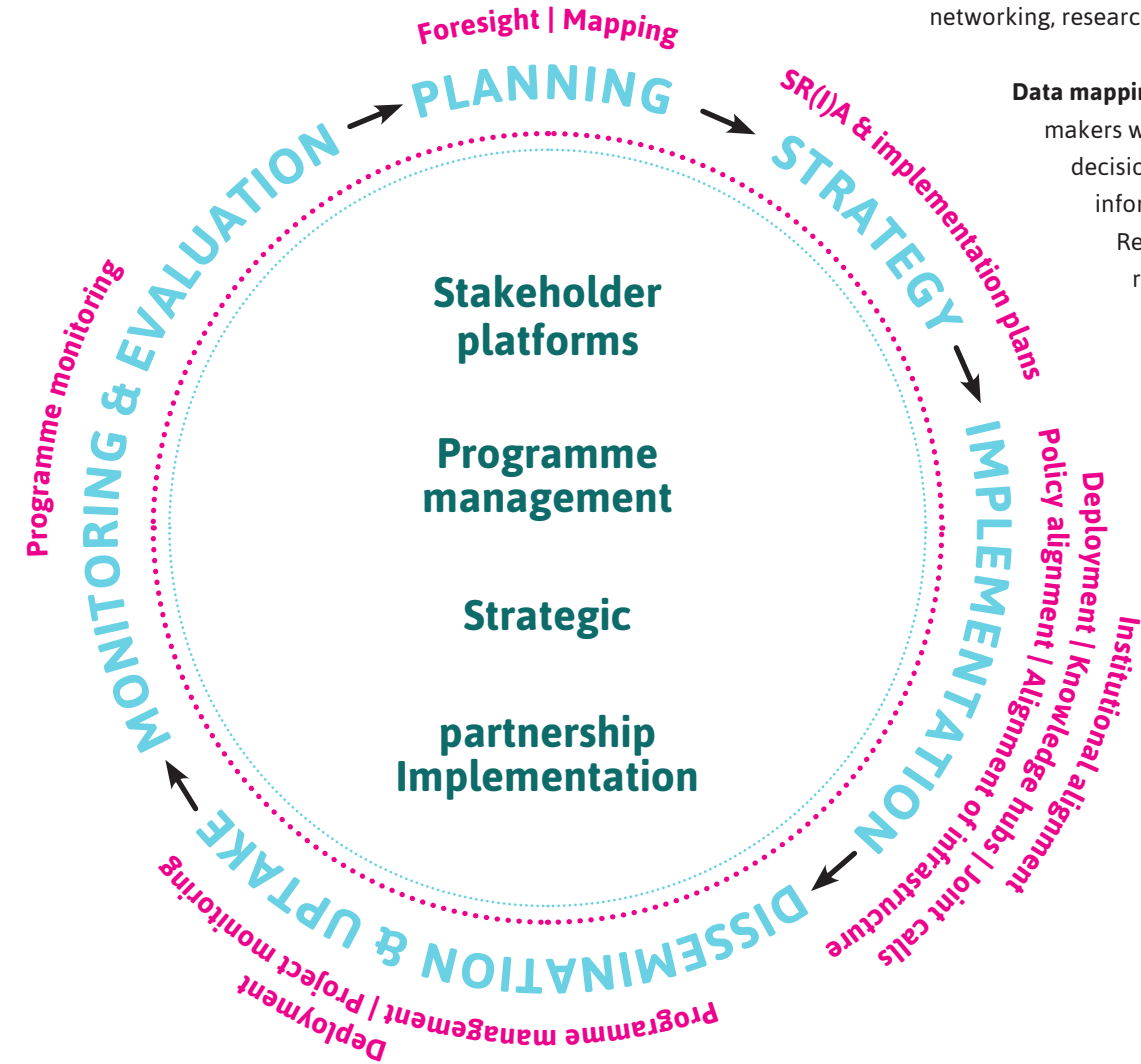 networking, research
Data mappin
makers w
decisio
infor
Re
r
Foresight | Mapping
PLANNING
SR(I)A & implementation plans
STRATEGY
IMPLEMENTATION
Policy alignment | Alignment of infrastructure
Deployment | Knowledge hubs | Joint calls
Institutional alignment
DISSEMINATION & UPTAKE
Programme management | Project monitoring
Deployment
MONITORING & EVALUATION
Programme monitoring
Stakeholder
platforms
Programme
management
Strategic
partnership
Implementation